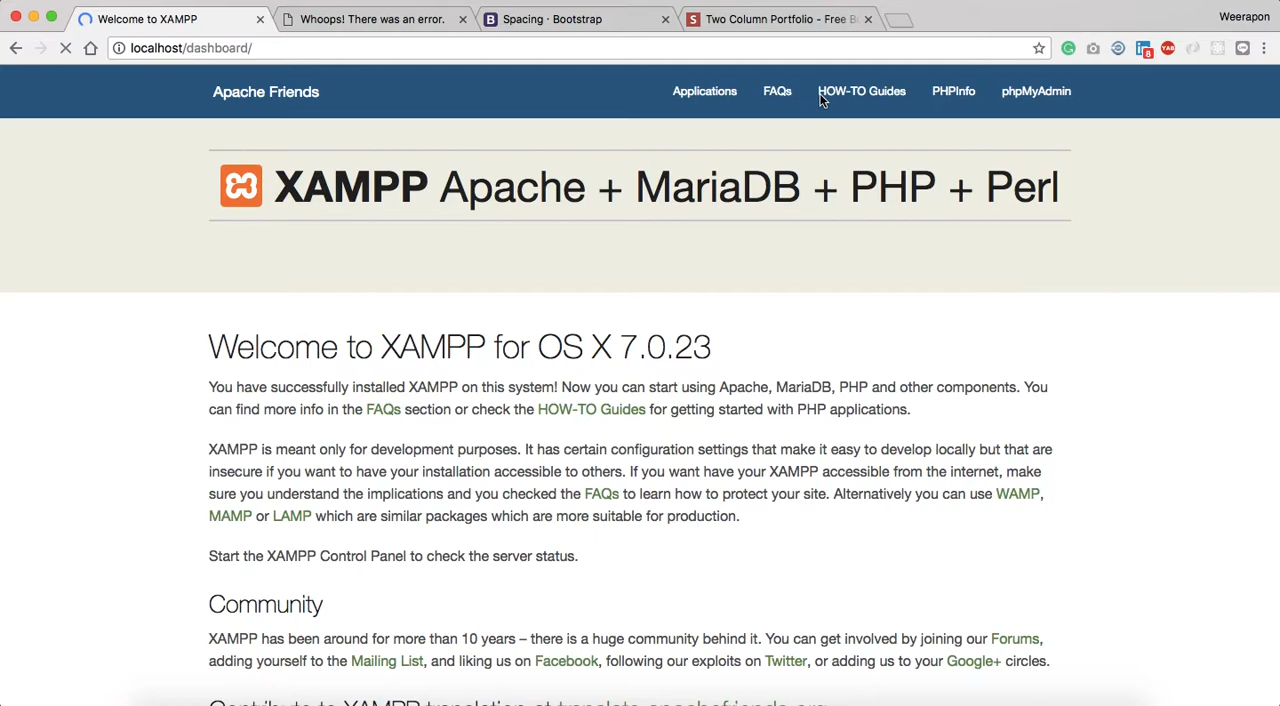 Welcome to XAMPP
Whoops! There was an error.
Spacing · Bootstrap
Two Column Portfolio - Free B
Weerapon
localhost/dashboard/
8
YAB
Apache Friends
Applications
FAQs
HOW-TO Guides
PHPInfo
phpMyAdmin
XAMPP Apache + MariaDB + PHP + Perl
Welcome to XAMPP for OS X 7.0.23
You have successfully installed XAMPP on this system! Now you can start using Apache, MariaDB, PHP and other components. You
can find more info in the FAQs section or check the HOW-TO Guides for getting started with PHP applications.
XAMPP is meant only for development purposes. It has certain configuration settings that make it easy to develop locally but that are
insecure if you want to have your installation accessible to others. If you want have your XAMPP accessible from the internet, make
sure you understand the implications and you checked the FAQs to learn how to protect your site. Alternatively you can use WAMP,
MAMP or LAMP which are similar packages which are more suitable for production.
Start the XAMPP Control Panel to check the server status.
Community
XAMPP has been around for more than 10 years – there is a huge community behind it. You can get involved by joining our Forums,
adding yourself to the Mailing List, and liking us on Facebook, following our exploits on Twitter, or adding us to your Google+ circles.
Contribute to XAMPP translation at translate.apachefriends.org